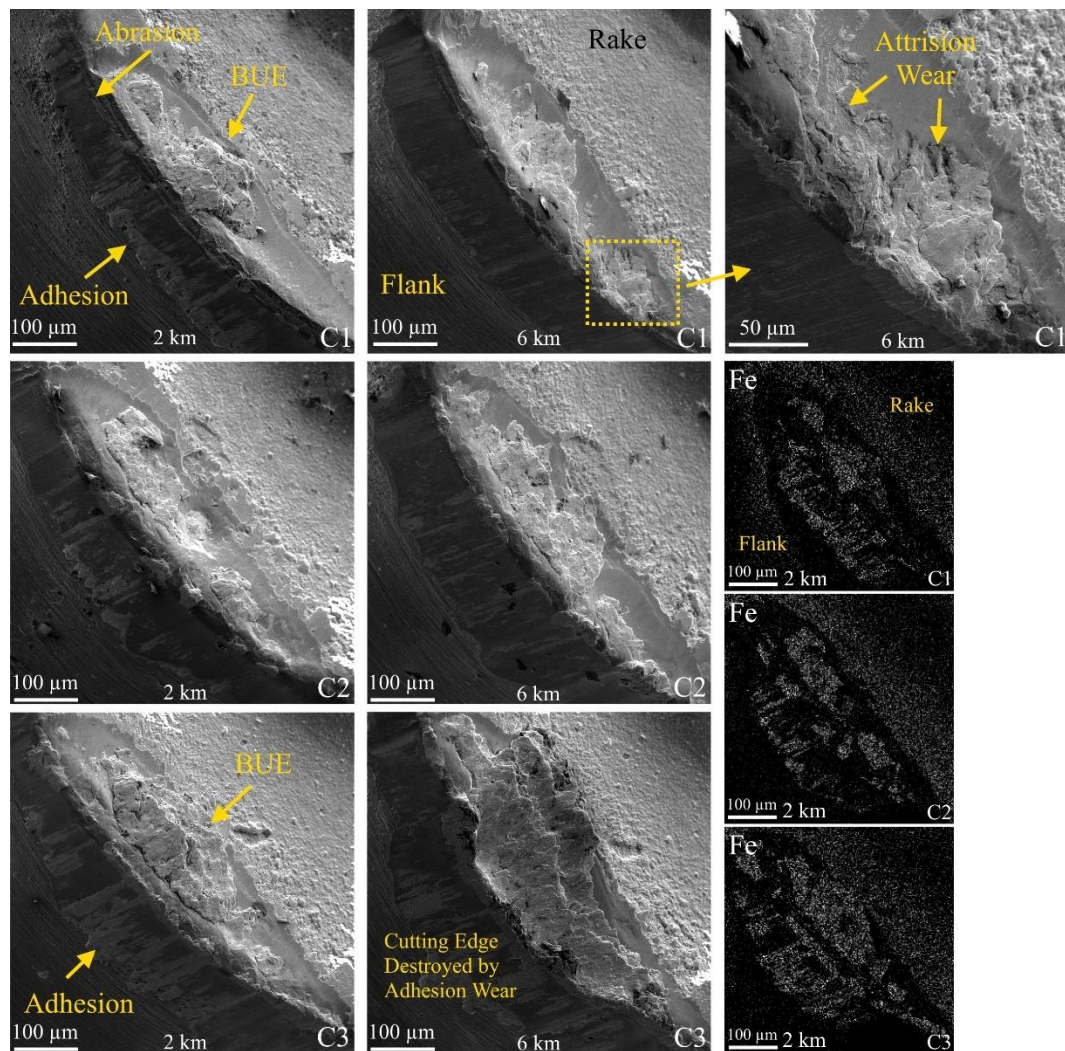 Abrasion
BUE
Adhesion
100 µm
2 km
C1
Rake
Flank
100 µm
6 km
C1
Attrision
Wear
50 µm
6 km
C1
100 µm
2 km
C2
100 µm
6 km
C2
Fe
Rake
Flank
100 µm
2 km
C1
Fe
100 µm
2 km
C2
BUE
Adhesion
100 µm
2 km
C3
Cutting Edge
Destroyed by
Adhesion Wear
100 µm
6 km
C3
Fe
100 µm
2 km
C3